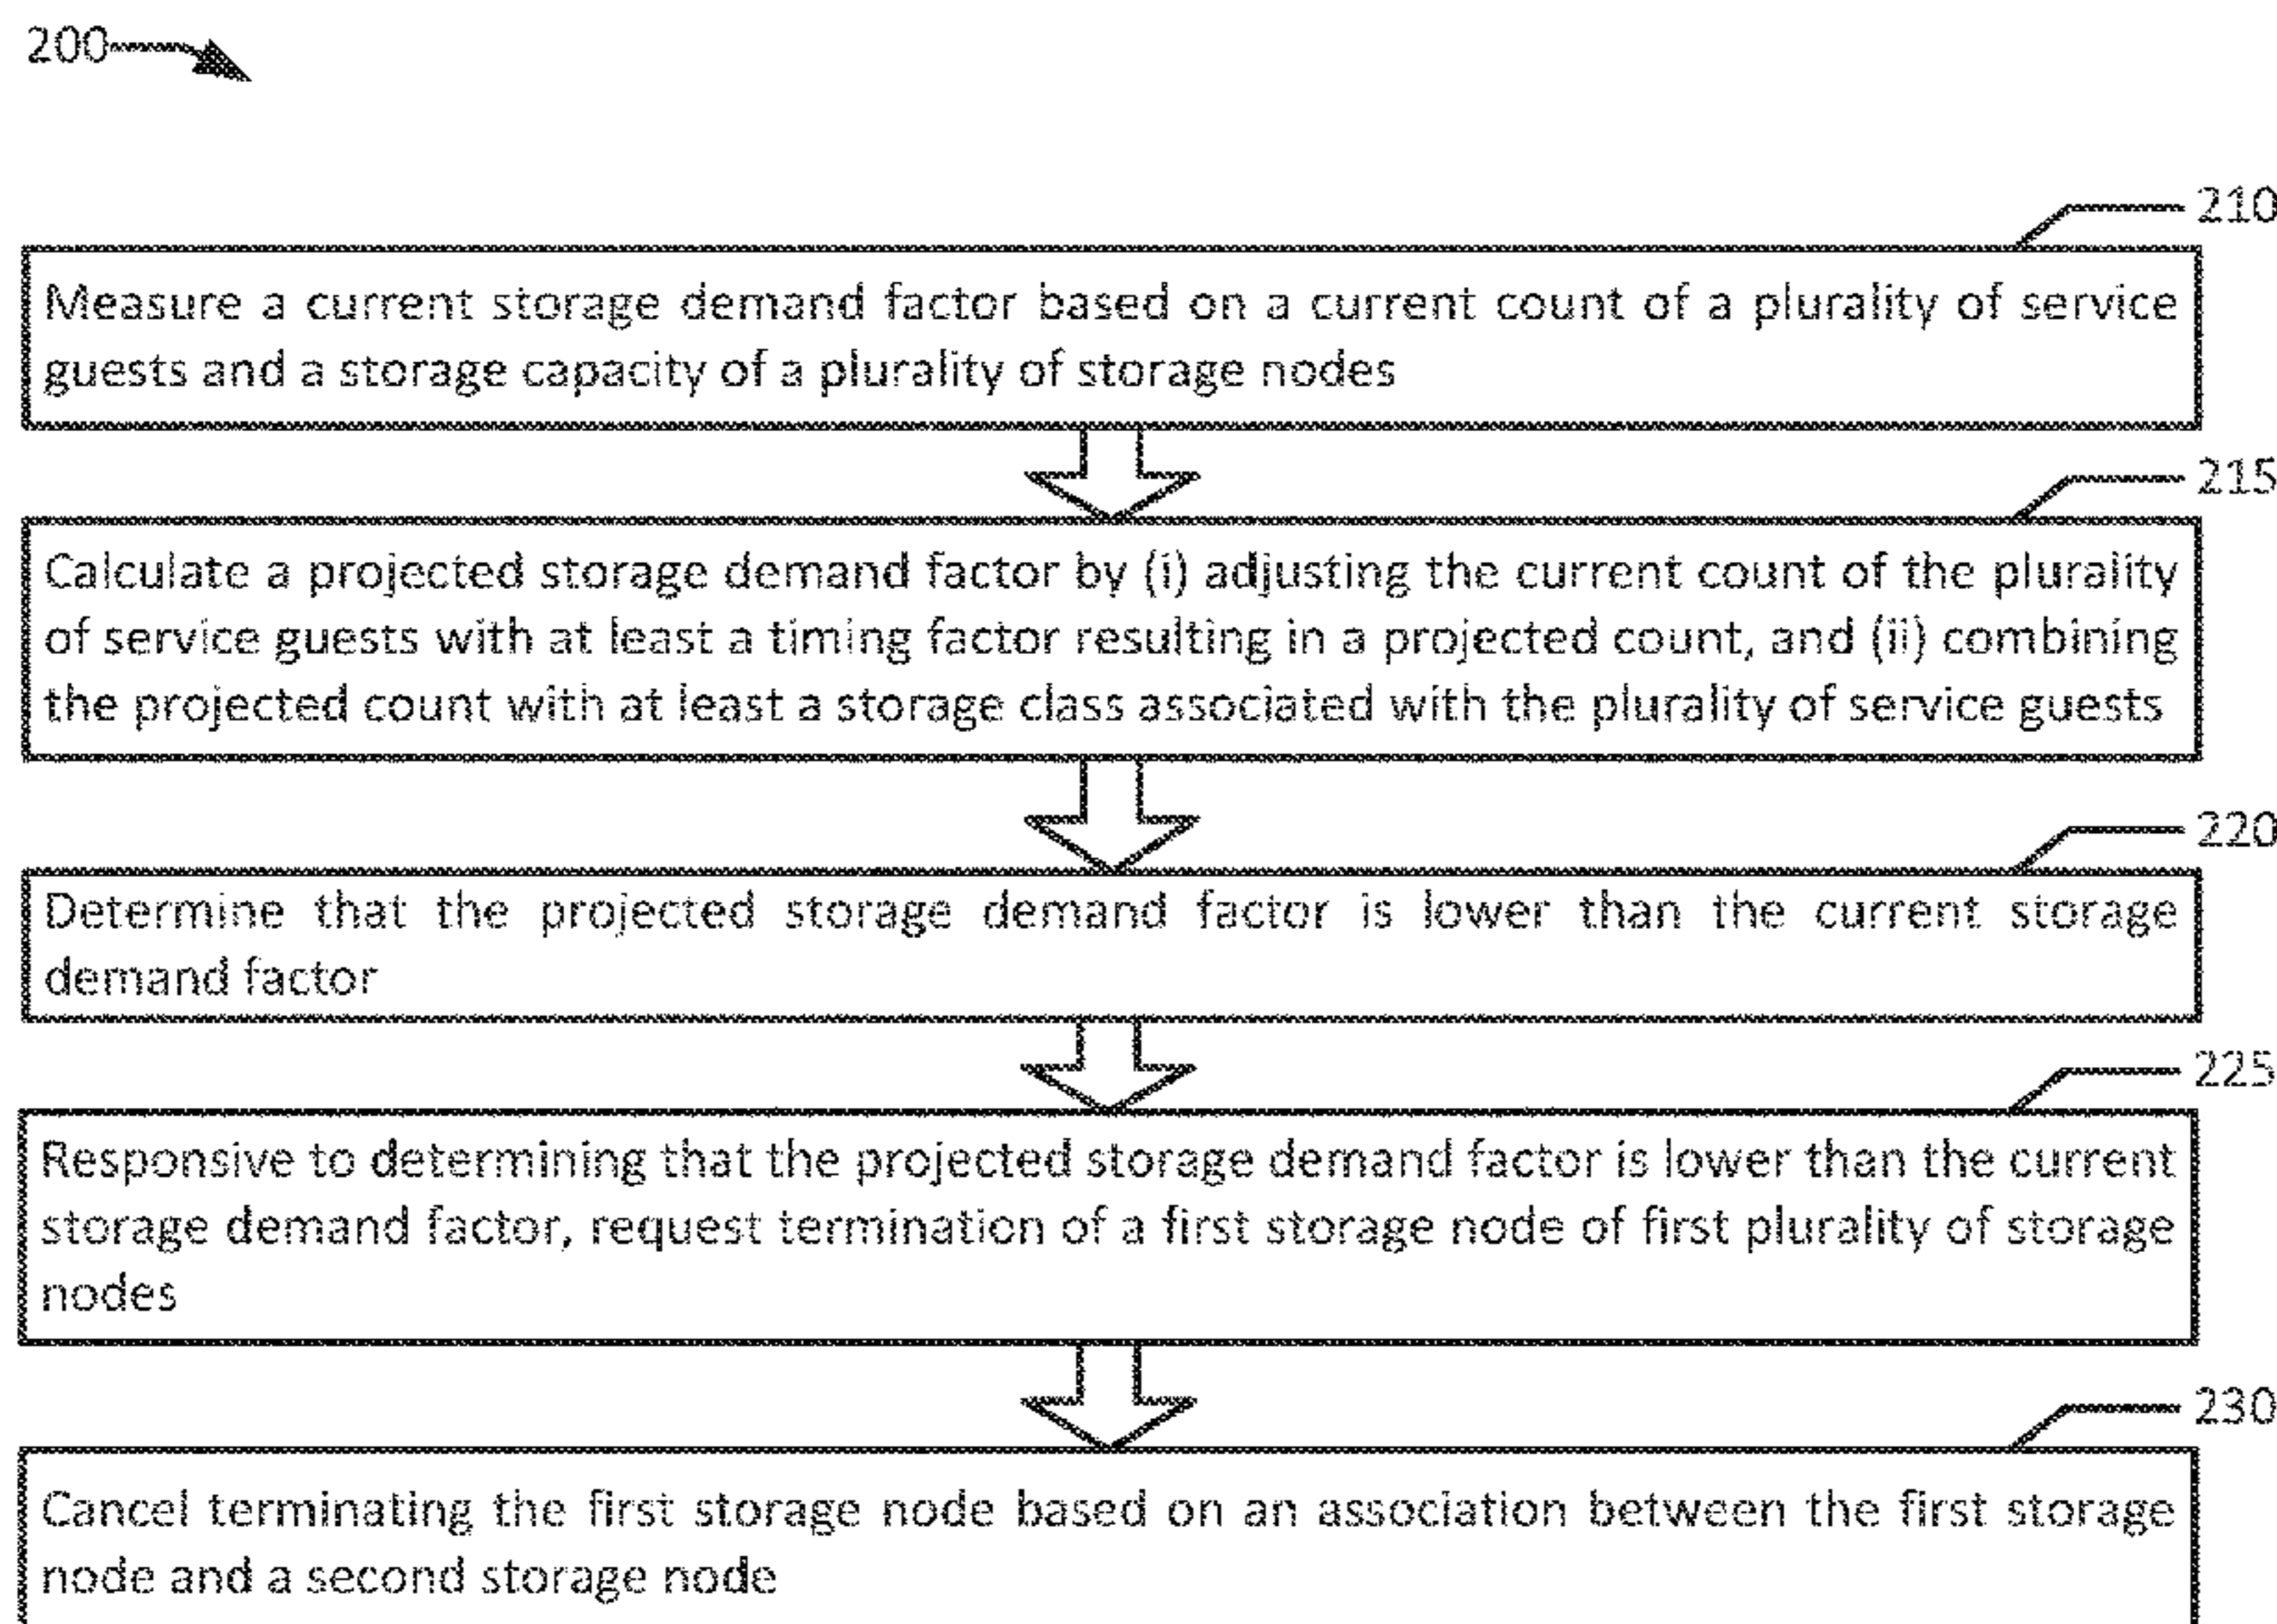 200
210
Measure a current storage demand factor based on a current count of a plurality of service
guests and a storage capacity of a plurality of storage nodes
215
Calculate a projected storage demand factor by (i) adjusting the current count of the plurality
of service guests with at least a timing factor resulting in a projected count, and (ii) combining
the projected count with at least a storage class associated with the plurality of service guests
220
Determine that the projected storage demand factor is lower than the current storage
demand factor
225
Responsive to determining that the projected storage demand factor is lower than the current
storage demand factor, request termination of a first storage node of first plurality of storage
nodes
230
Cancel terminating the first storage node based on an association between the first storage
node and a second storage node